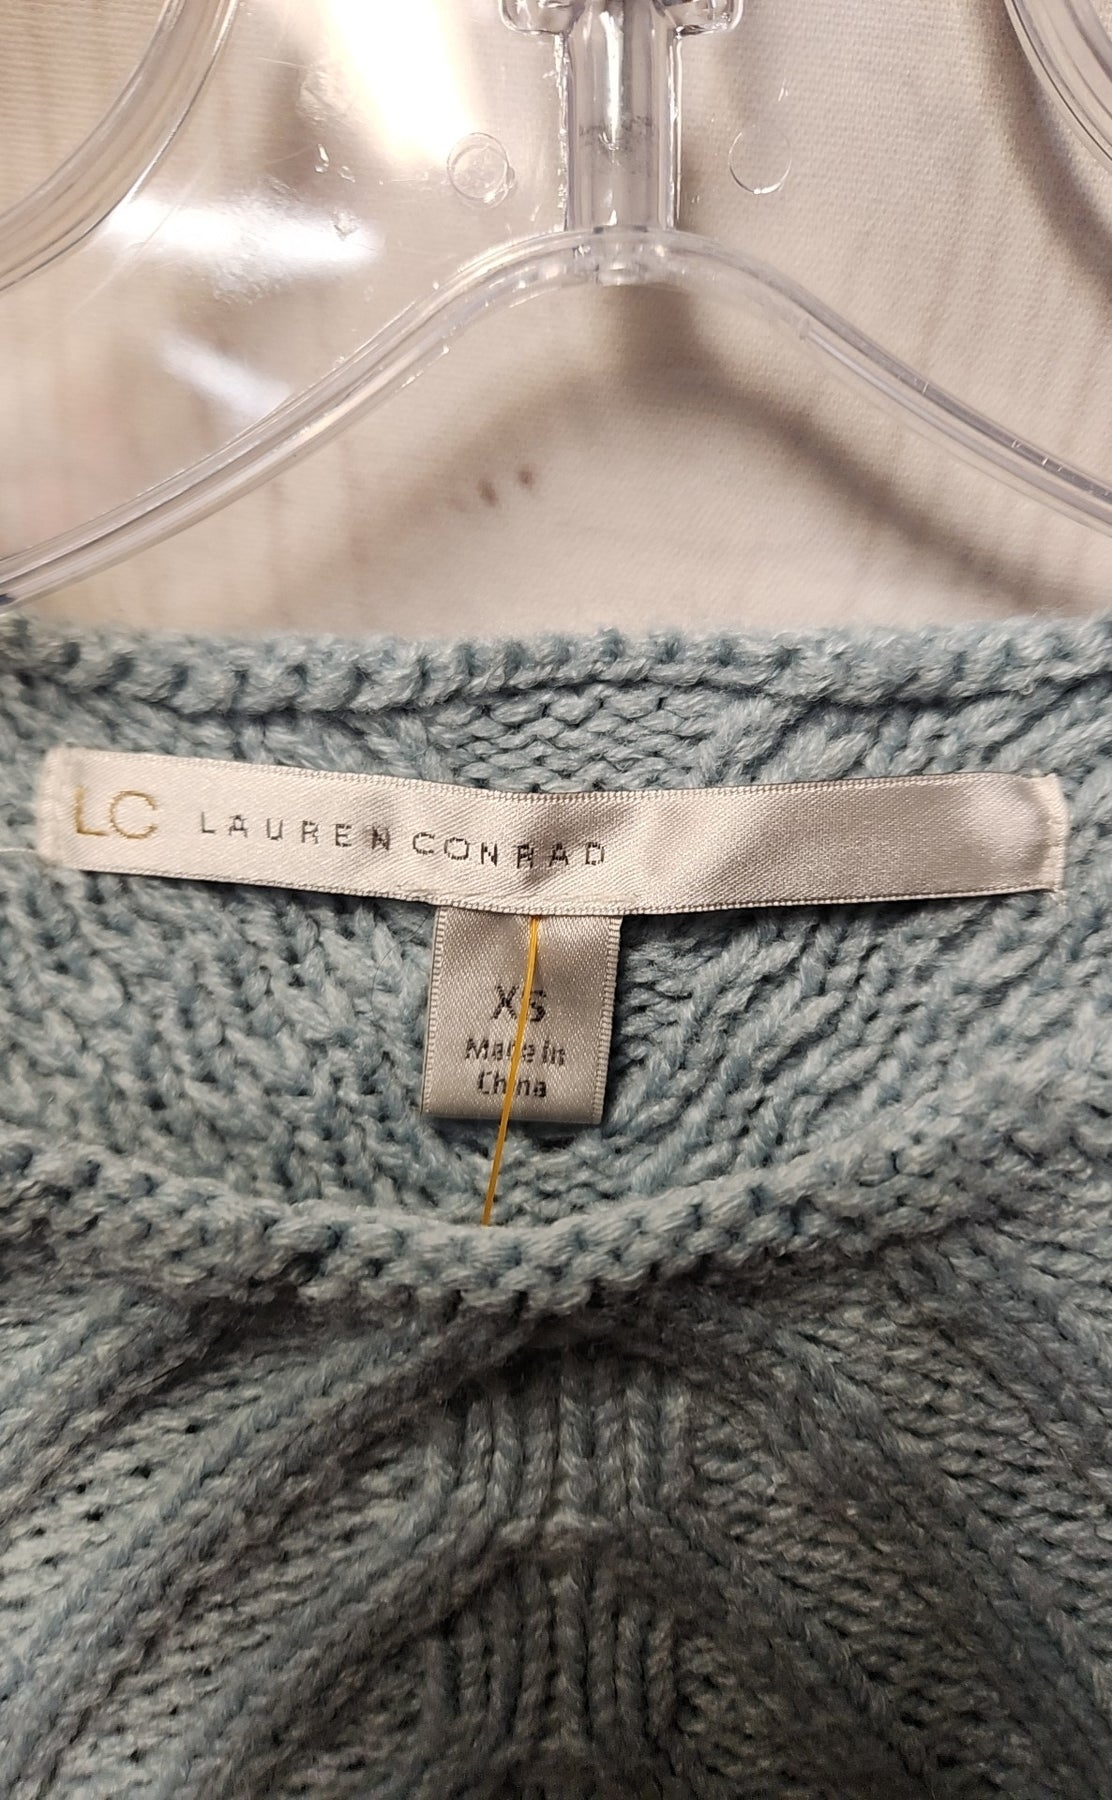 LC LAUREN CONRAD
XS
Made in
China